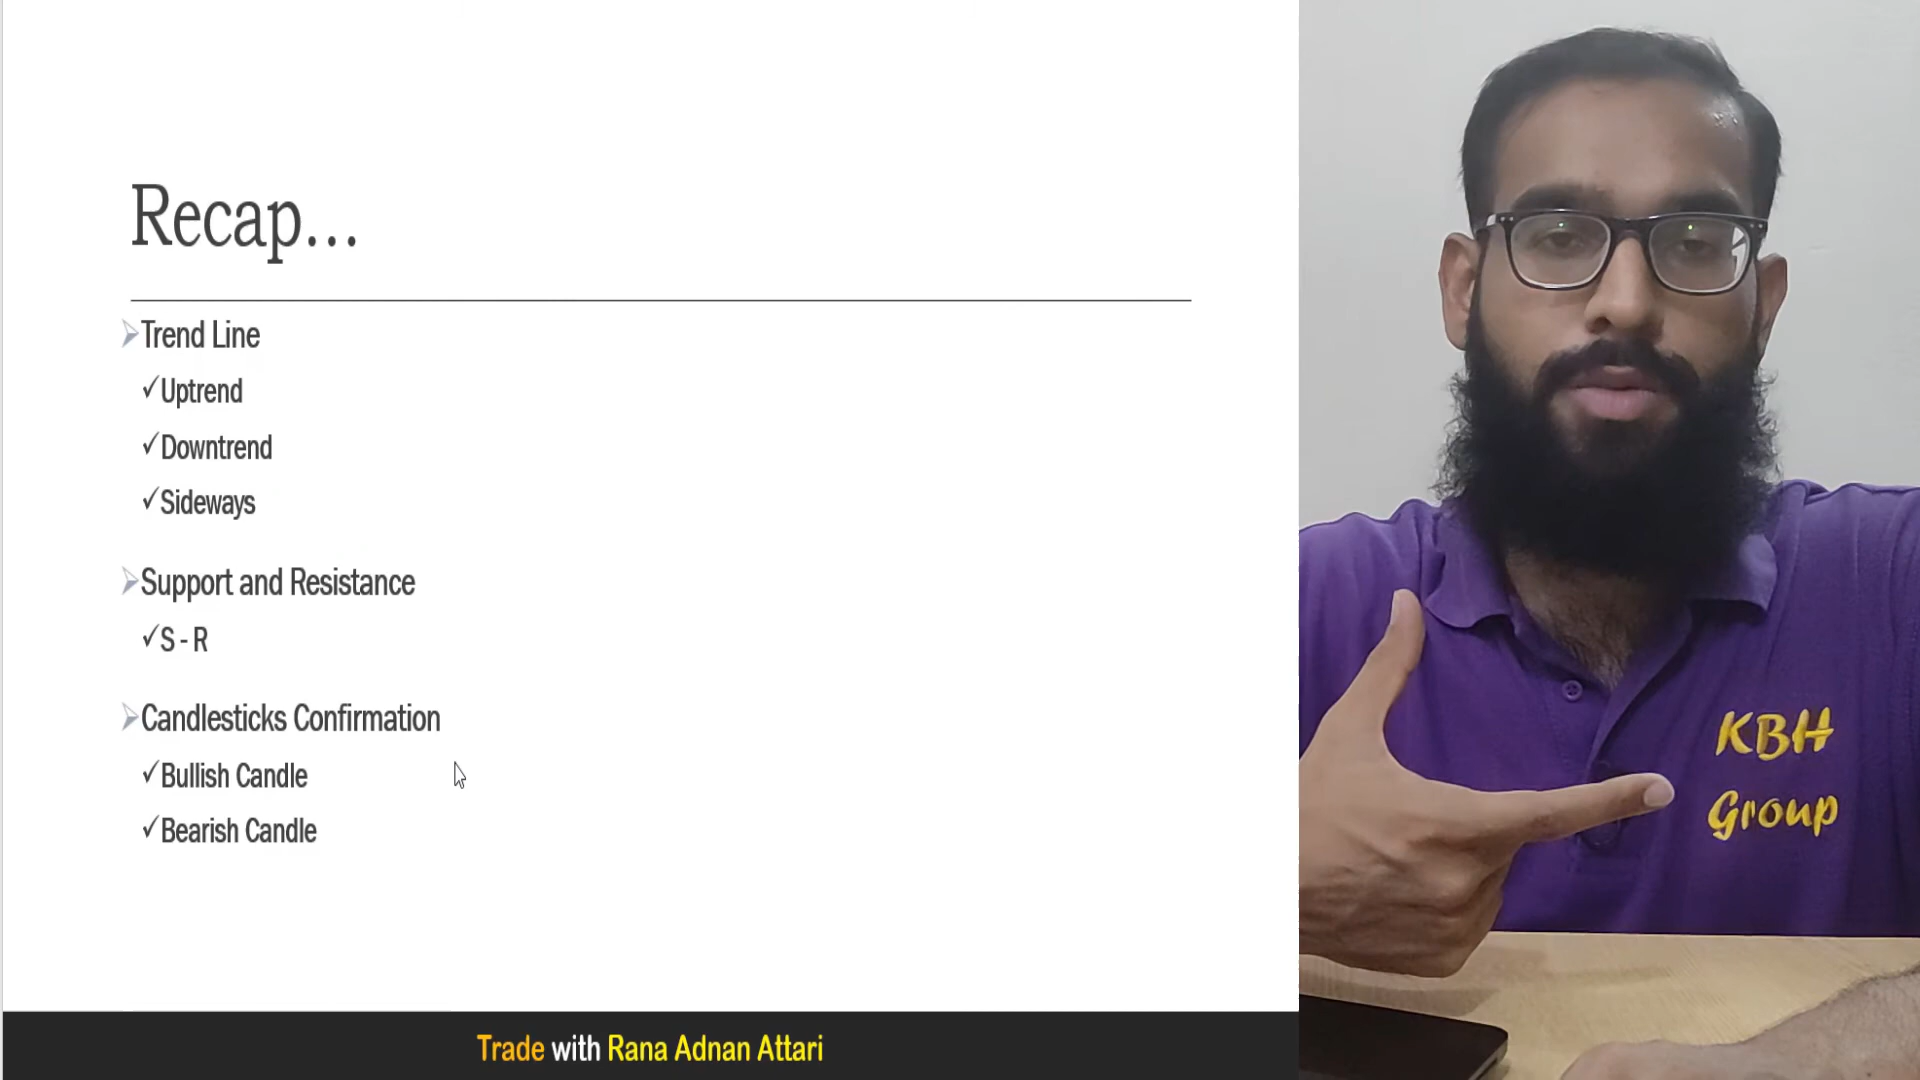 Recap...
Trend Line
Uptrend
Downtrend
Sideways
Support and Resistance
S - R
Candlesticks Confirmation
Bullish Candle
Bearish Candle
Trade with Rana Adnan Attari
KBH
Group